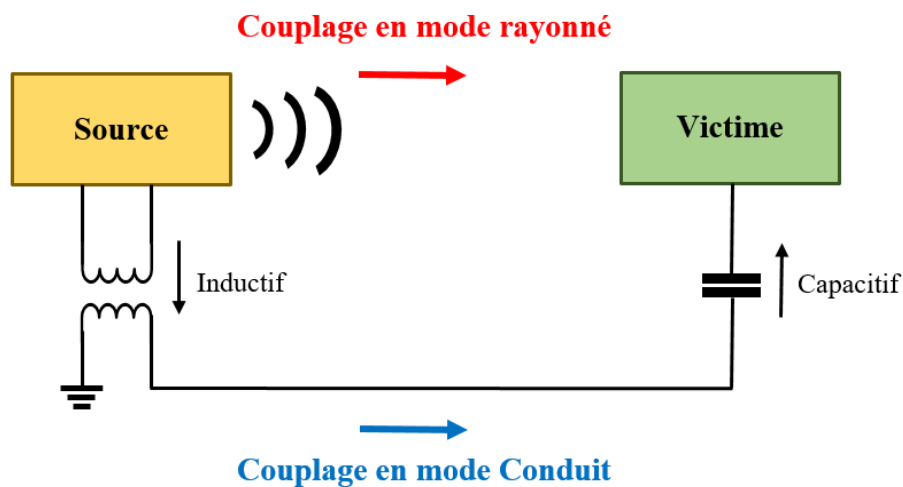 Couplage en mode rayonné
Source
Victime
Inductif
Capacitif
Couplage en mode Conduit